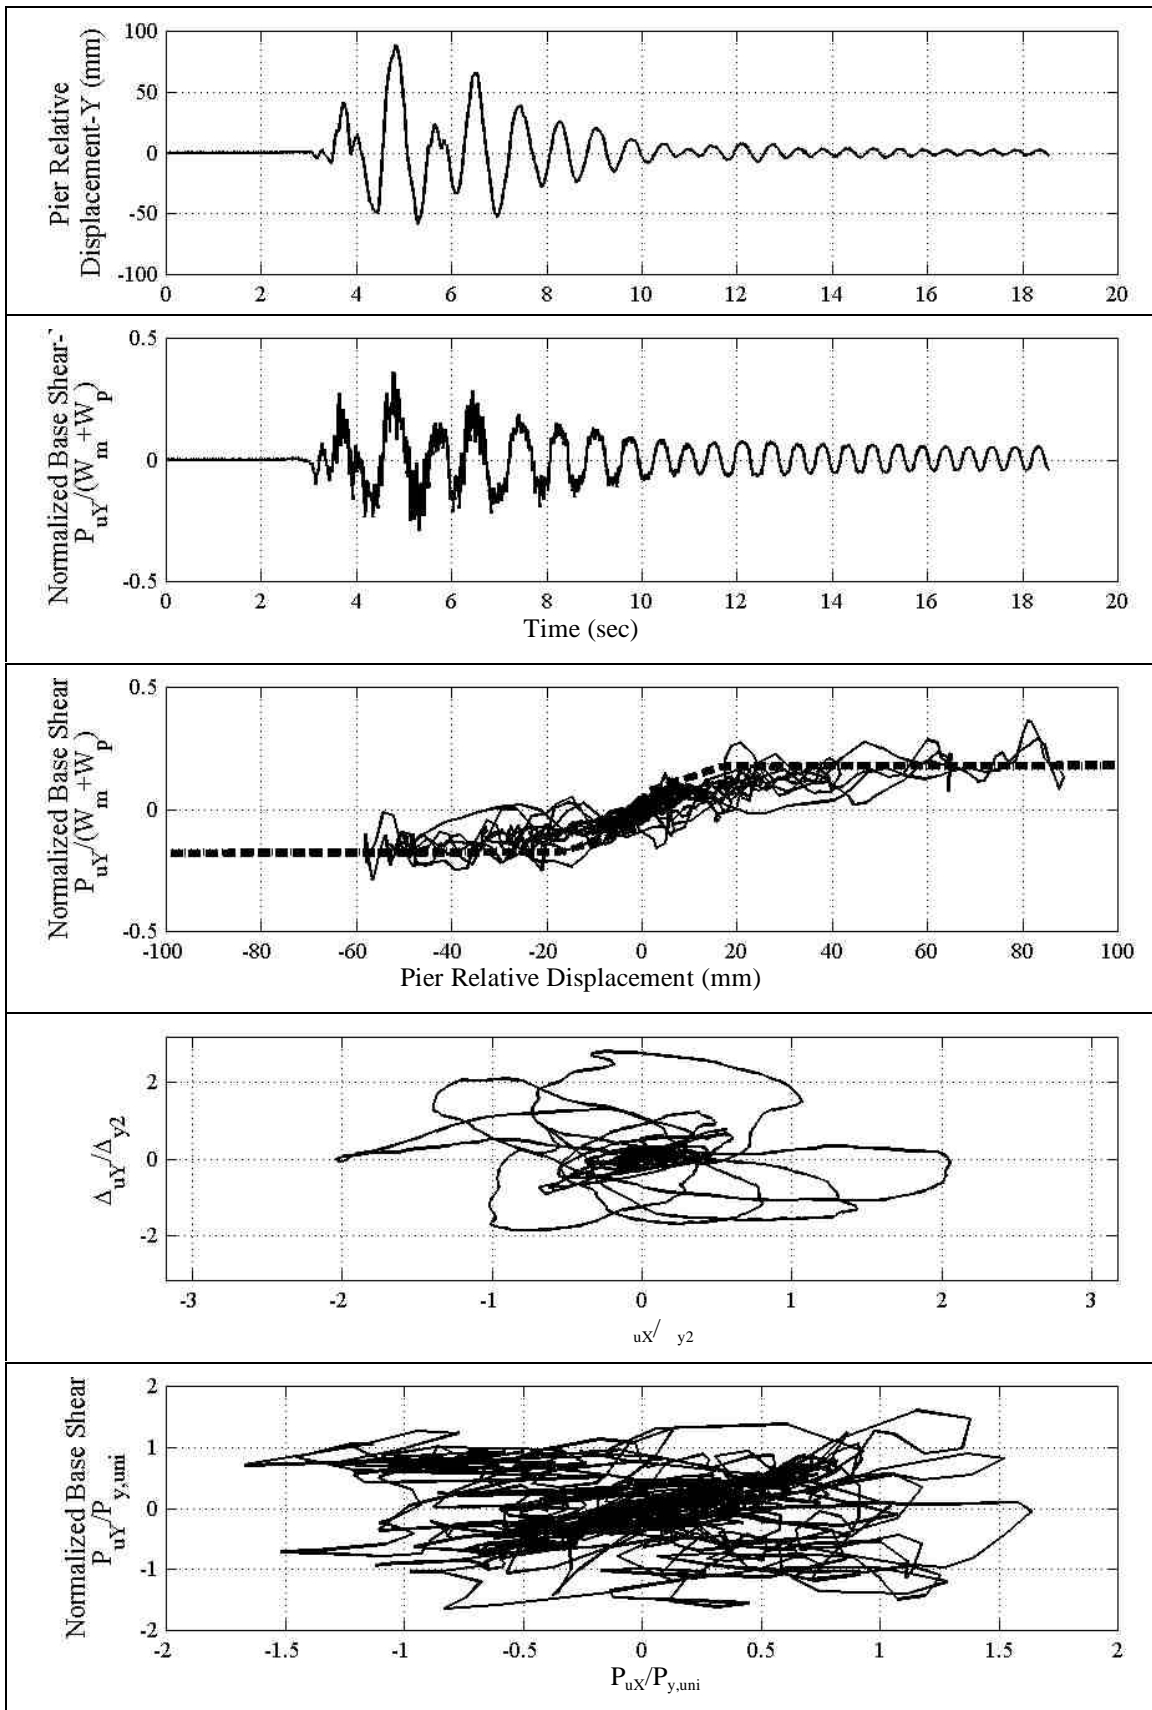 Pier Relative
Displacement-Y (mm)
100
50
0
-50
-100
0 2 4 6 8 10 12 14 16 18 20
Normalized Base Shear-
P_uY/(W_m+W_p)
0.5
0
-0.5
0 2 4 6 8 10 12 14 16 18 20
Time (sec)
Normalized Base Shear
P_uY/(W_m+W_p)
0.5
0
-0.5
-100 -80 -60 -40 -20 0 20 40 60 80 100
Pier Relative Displacement (mm)
Δ_uY/Δ_y2
2
0
-2
-3 -2 -1 0 1 2 3
uX/ y2
Normalized Base Shear
P_uY/P_y,uni
2
1
0
-1
-2
-2 -1.5 -1 -0.5 0 0.5 1 1.5 2
P_uX/P_y,uni